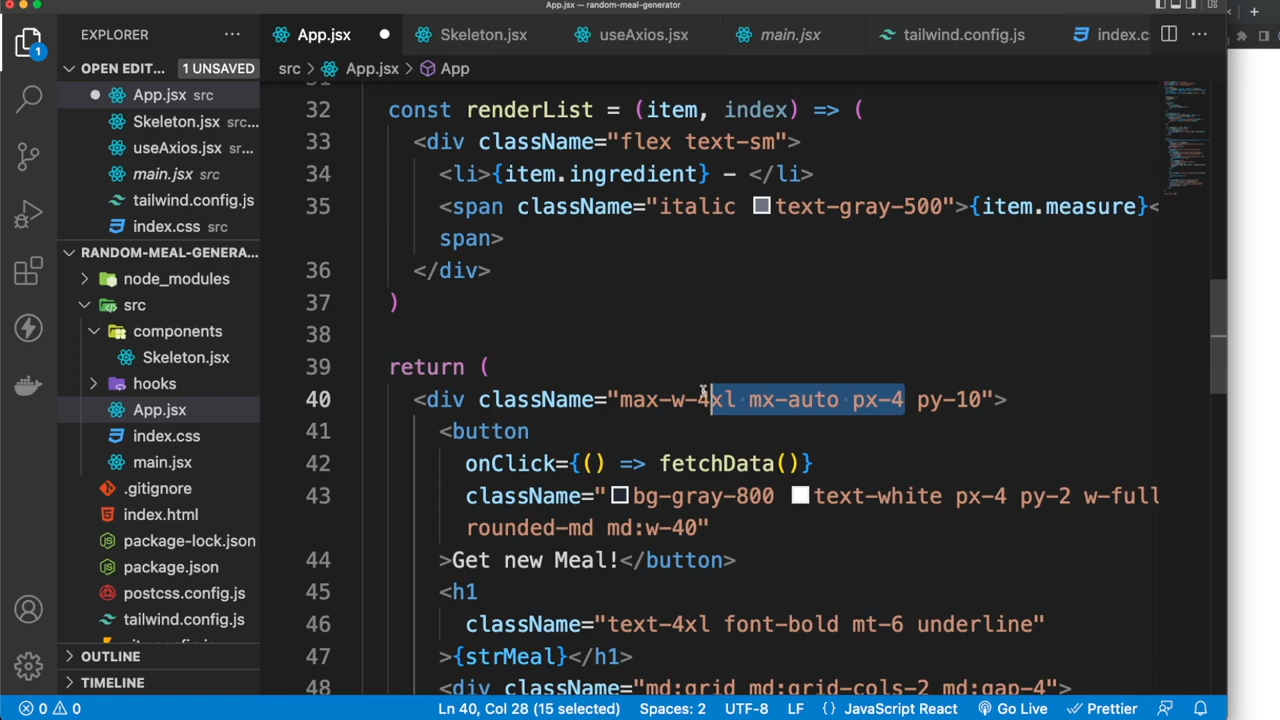 App.jsx — random-meal-generator
EXPLORER
App.jsx
Skeleton.jsx
useAxios.jsx
main.jsx
tailwind.config.js
index.c
1
OPEN EDIT...
1 UNSAVED
App.jsx src
Skeleton.jsx src...
useAxios.jsx src...
main.jsx src
tailwind.config.js
index.css src
RANDOM-MEAL-GENERA...
node_modules
src
components
Skeleton.jsx
hooks
App.jsx
index.css
main.jsx
.gitignore
index.html
package-lock.json
package.json
postcss.config.js
tailwind.config.js
OUTLINE
TIMELINE
src > App.jsx > App
32 const renderList = (item, index) => (
33 <div className="flex text-sm">
34 <li>{item.ingredient} - </li>
35 <span className="italic text-gray-500">{item.measure}<
span>
36 </div>
37 )
38
39 return (
40 <div className="max-w-4xl mx-auto px-4 py-10">
41 <button
42 onClick={() => fetchData()}
43 className="bg-gray-800 text-white px-4 py-2 w-full
rounded-md md:w-40"
44 >Get new Meal!</button>
45 <h1
46 className="text-4xl font-bold mt-6 underline"
47 >{strMeal}</h1>
48 <div className="md:grid md:grid-cols-2 md:gap-4">
0 0
Ln 40, Col 28 (15 selected)
Spaces: 2
UTF-8
LF
{} JavaScript React
Go Live
Prettier